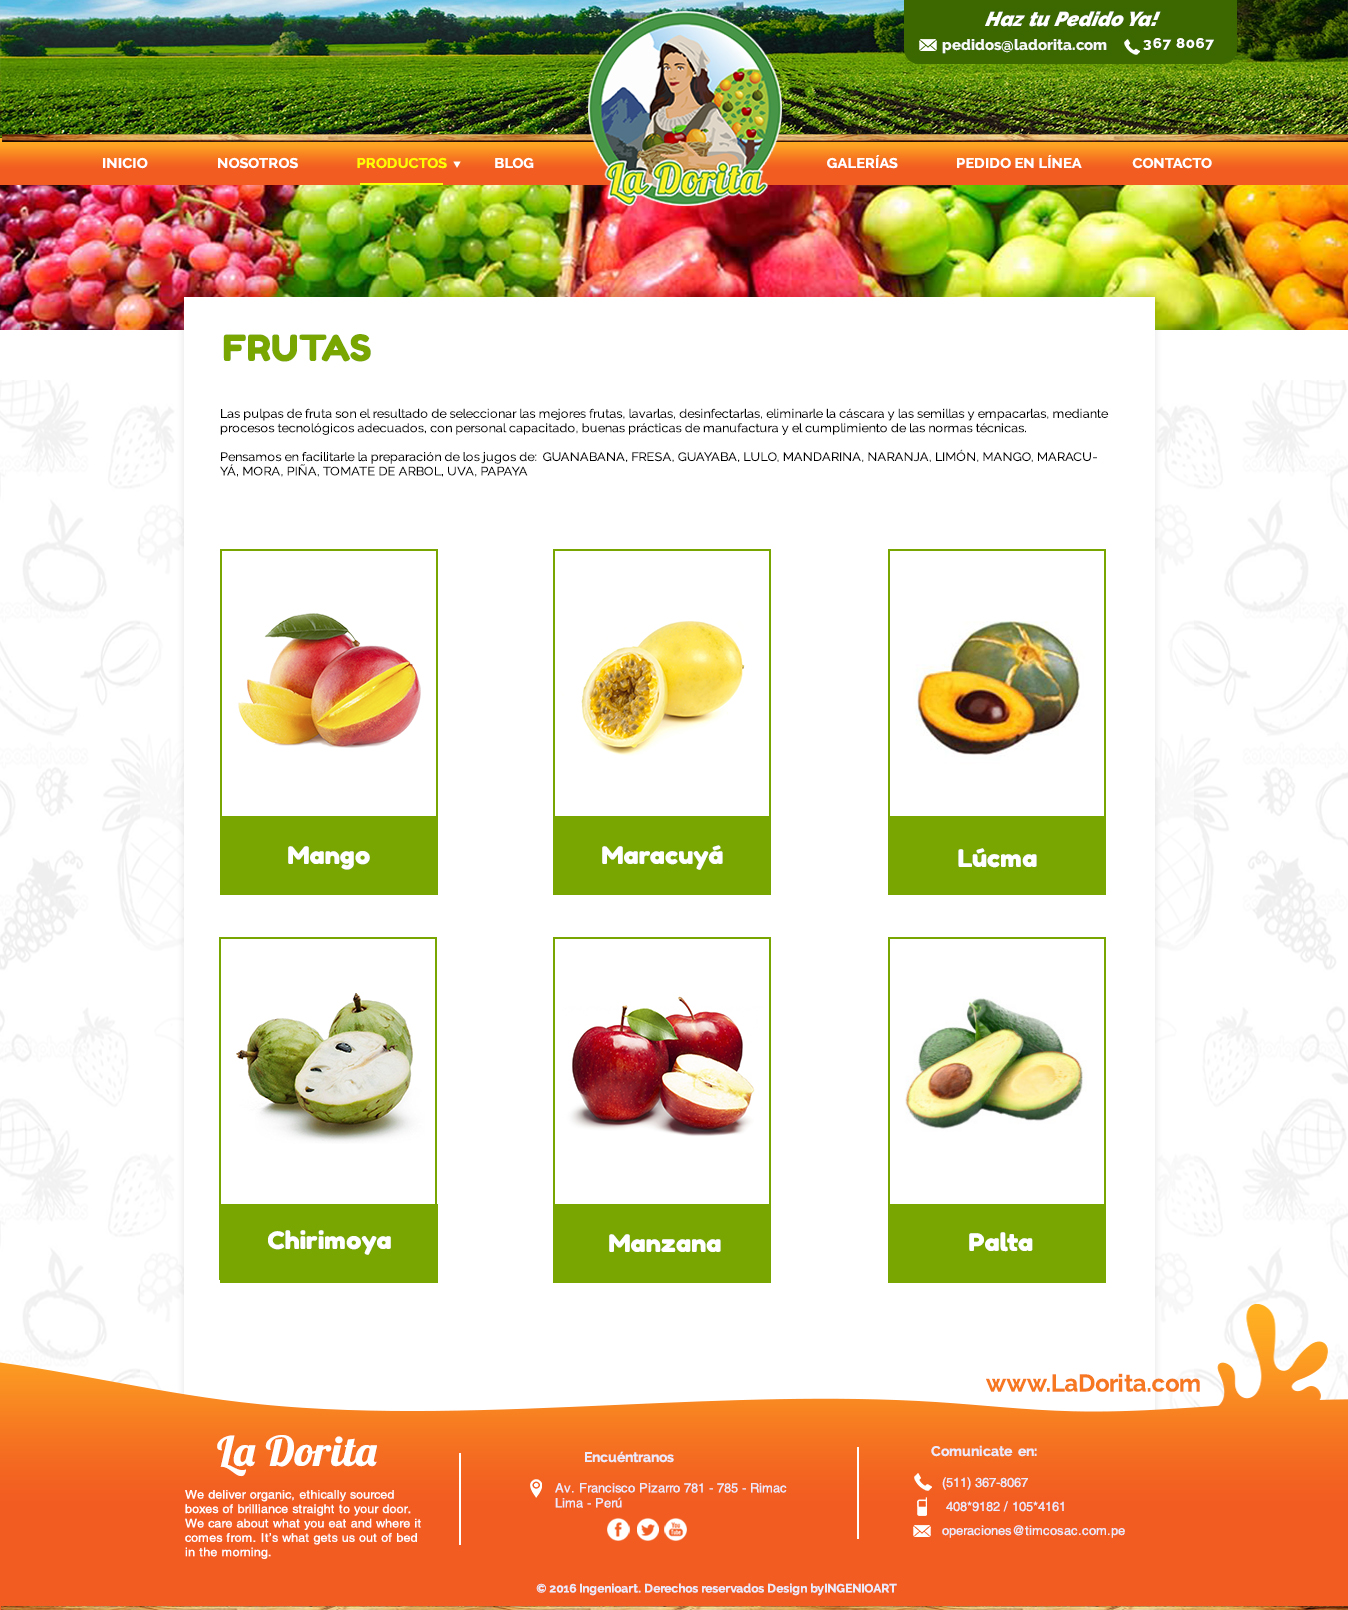 Haz tu Pedido Ya!
pedidos@ladorita.com 367 8067
INICIO NOSOTROS PRODUCTOS BLOG GALERÍAS PEDIDO EN LÍNEA CONTACTO
La Dorita
FRUTAS
Las pulpas de fruta son el resultado de seleccionar las mejores frutas, lavarlas, desinfectarlas, eliminarle la cáscara y las semillas y empacarlas, mediante
procesos tecnológicos adecuados, con personal capacitado, buenas prácticas de manufactura y el cumplimiento de las normas técnicas.
Pensamos en facilitarle la preparación de los jugos de: GUANABANA, FRESA, GUAYABA, LULO, MANDARINA, NARANJA, LIMÓN, MANGO, MARACU-
YÁ, MORA, PIÑA, TOMATE DE ARBOL, UVA, PAPAYA
Mango Maracuyá Lúcma
Chirimoya Manzana Palta
www.LaDorita.com
La Dorita
We deliver organic, ethically sourced
boxes of brilliance straight to your door.
We care about what you eat and where it
comes from. It's what gets us out of bed
in the morning.
Encuéntranos
Av. Francisco Pizarro 781 - 785 - Rimac
Lima - Perú
You
Tube
Comunicate en:
(511) 367-8067
408*9182 / 105*4161
operaciones@timcosac.com.pe
© 2016 Ingenioart. Derechos reservados Design byINGENIOART